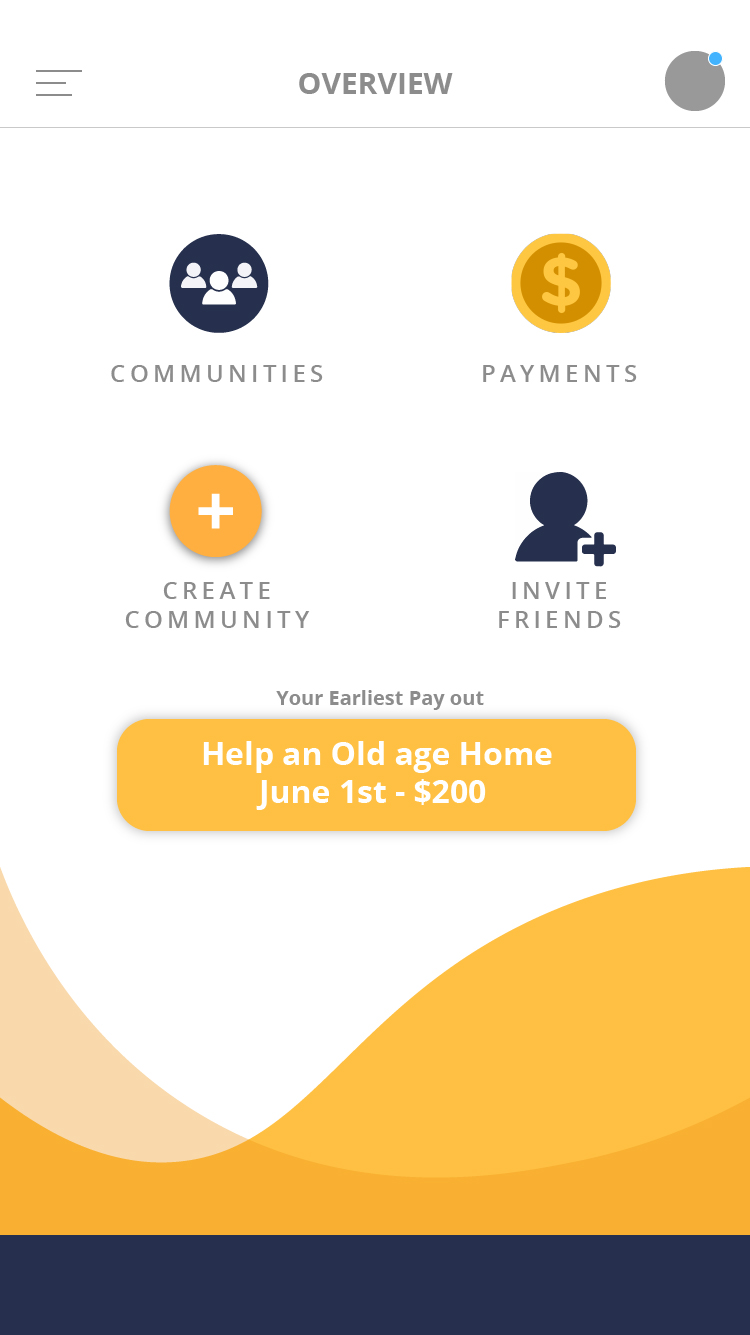 OVERVIEW
COMMUNITIES
PAYMENTS
CREATE
COMMUNITY
INVITE
FRIENDS
Your Earliest Pay out
Help an Old age Home
June 1st - $200